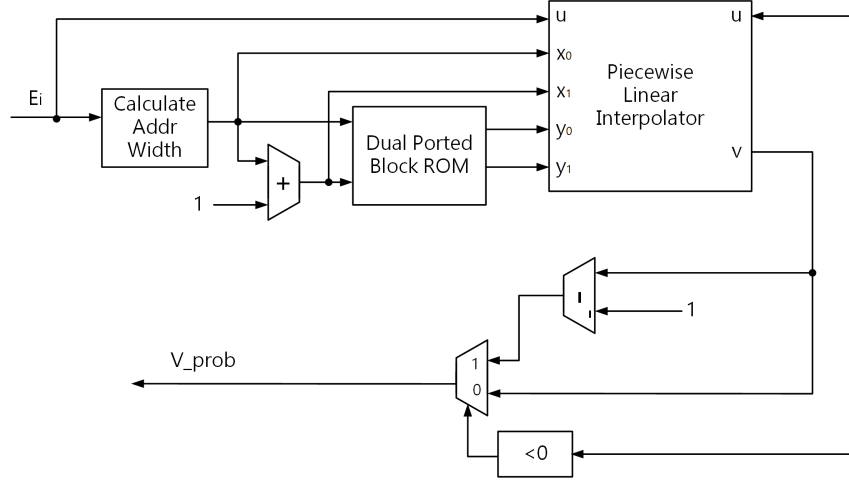 u
u
x0
Ei
Calculate
Addr
Width
x1
Piecewise
Linear
Interpolator
y0
Dual Ported
Block ROM
y1
v
+
1
-
1
V_prob
1
0
<0